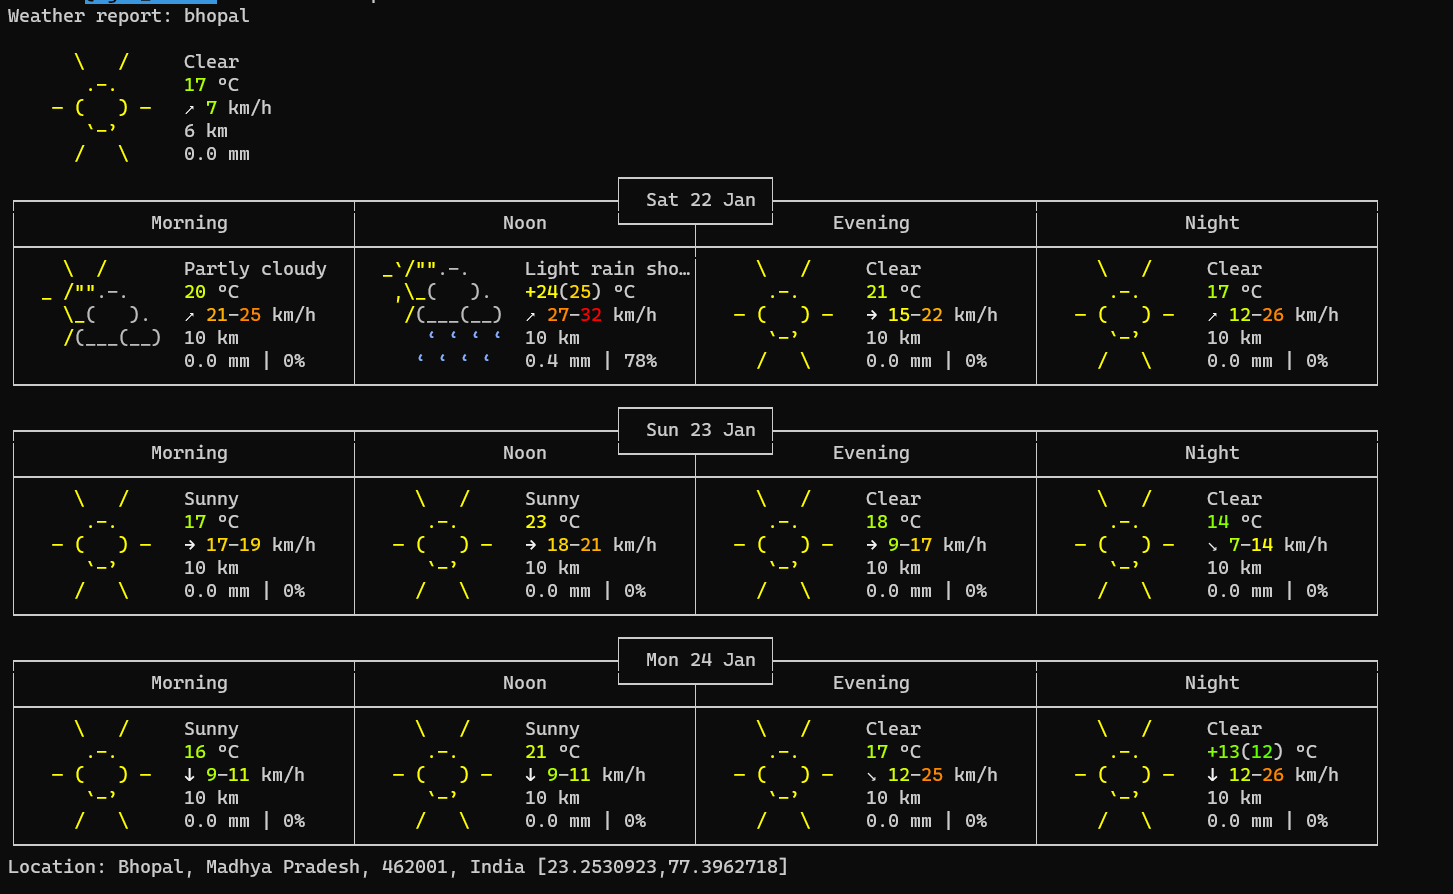 Weather report: bhopal
Clear
17 °C
↗ 7 km/h
6 km
0.0 mm
Sat 22 Jan
Morning Noon Evening Night
Partly cloudy Light rain sho… Clear Clear
20 °C +24(25) °C 21 °C 17 °C
↗ 21-25 km/h ↗ 27-32 km/h → 15-22 km/h ↗ 12-26 km/h
10 km 10 km 10 km 10 km
0.0 mm | 0% 0.4 mm | 78% 0.0 mm | 0% 0.0 mm | 0%
Sun 23 Jan
Morning Noon Evening Night
Sunny Sunny Clear Clear
17 °C 23 °C 18 °C 14 °C
→ 17-19 km/h → 18-21 km/h → 9-17 km/h ↘ 7-14 km/h
10 km 10 km 10 km 10 km
0.0 mm | 0% 0.0 mm | 0% 0.0 mm | 0% 0.0 mm | 0%
Mon 24 Jan
Morning Noon Evening Night
Sunny Sunny Clear Clear
16 °C 21 °C 17 °C +13(12) °C
↓ 9-11 km/h ↓ 9-11 km/h ↘ 12-25 km/h ↓ 12-26 km/h
10 km 10 km 10 km 10 km
0.0 mm | 0% 0.0 mm | 0% 0.0 mm | 0% 0.0 mm | 0%
Location: Bhopal, Madhya Pradesh, 462001, India [23.2530923,77.3962718]